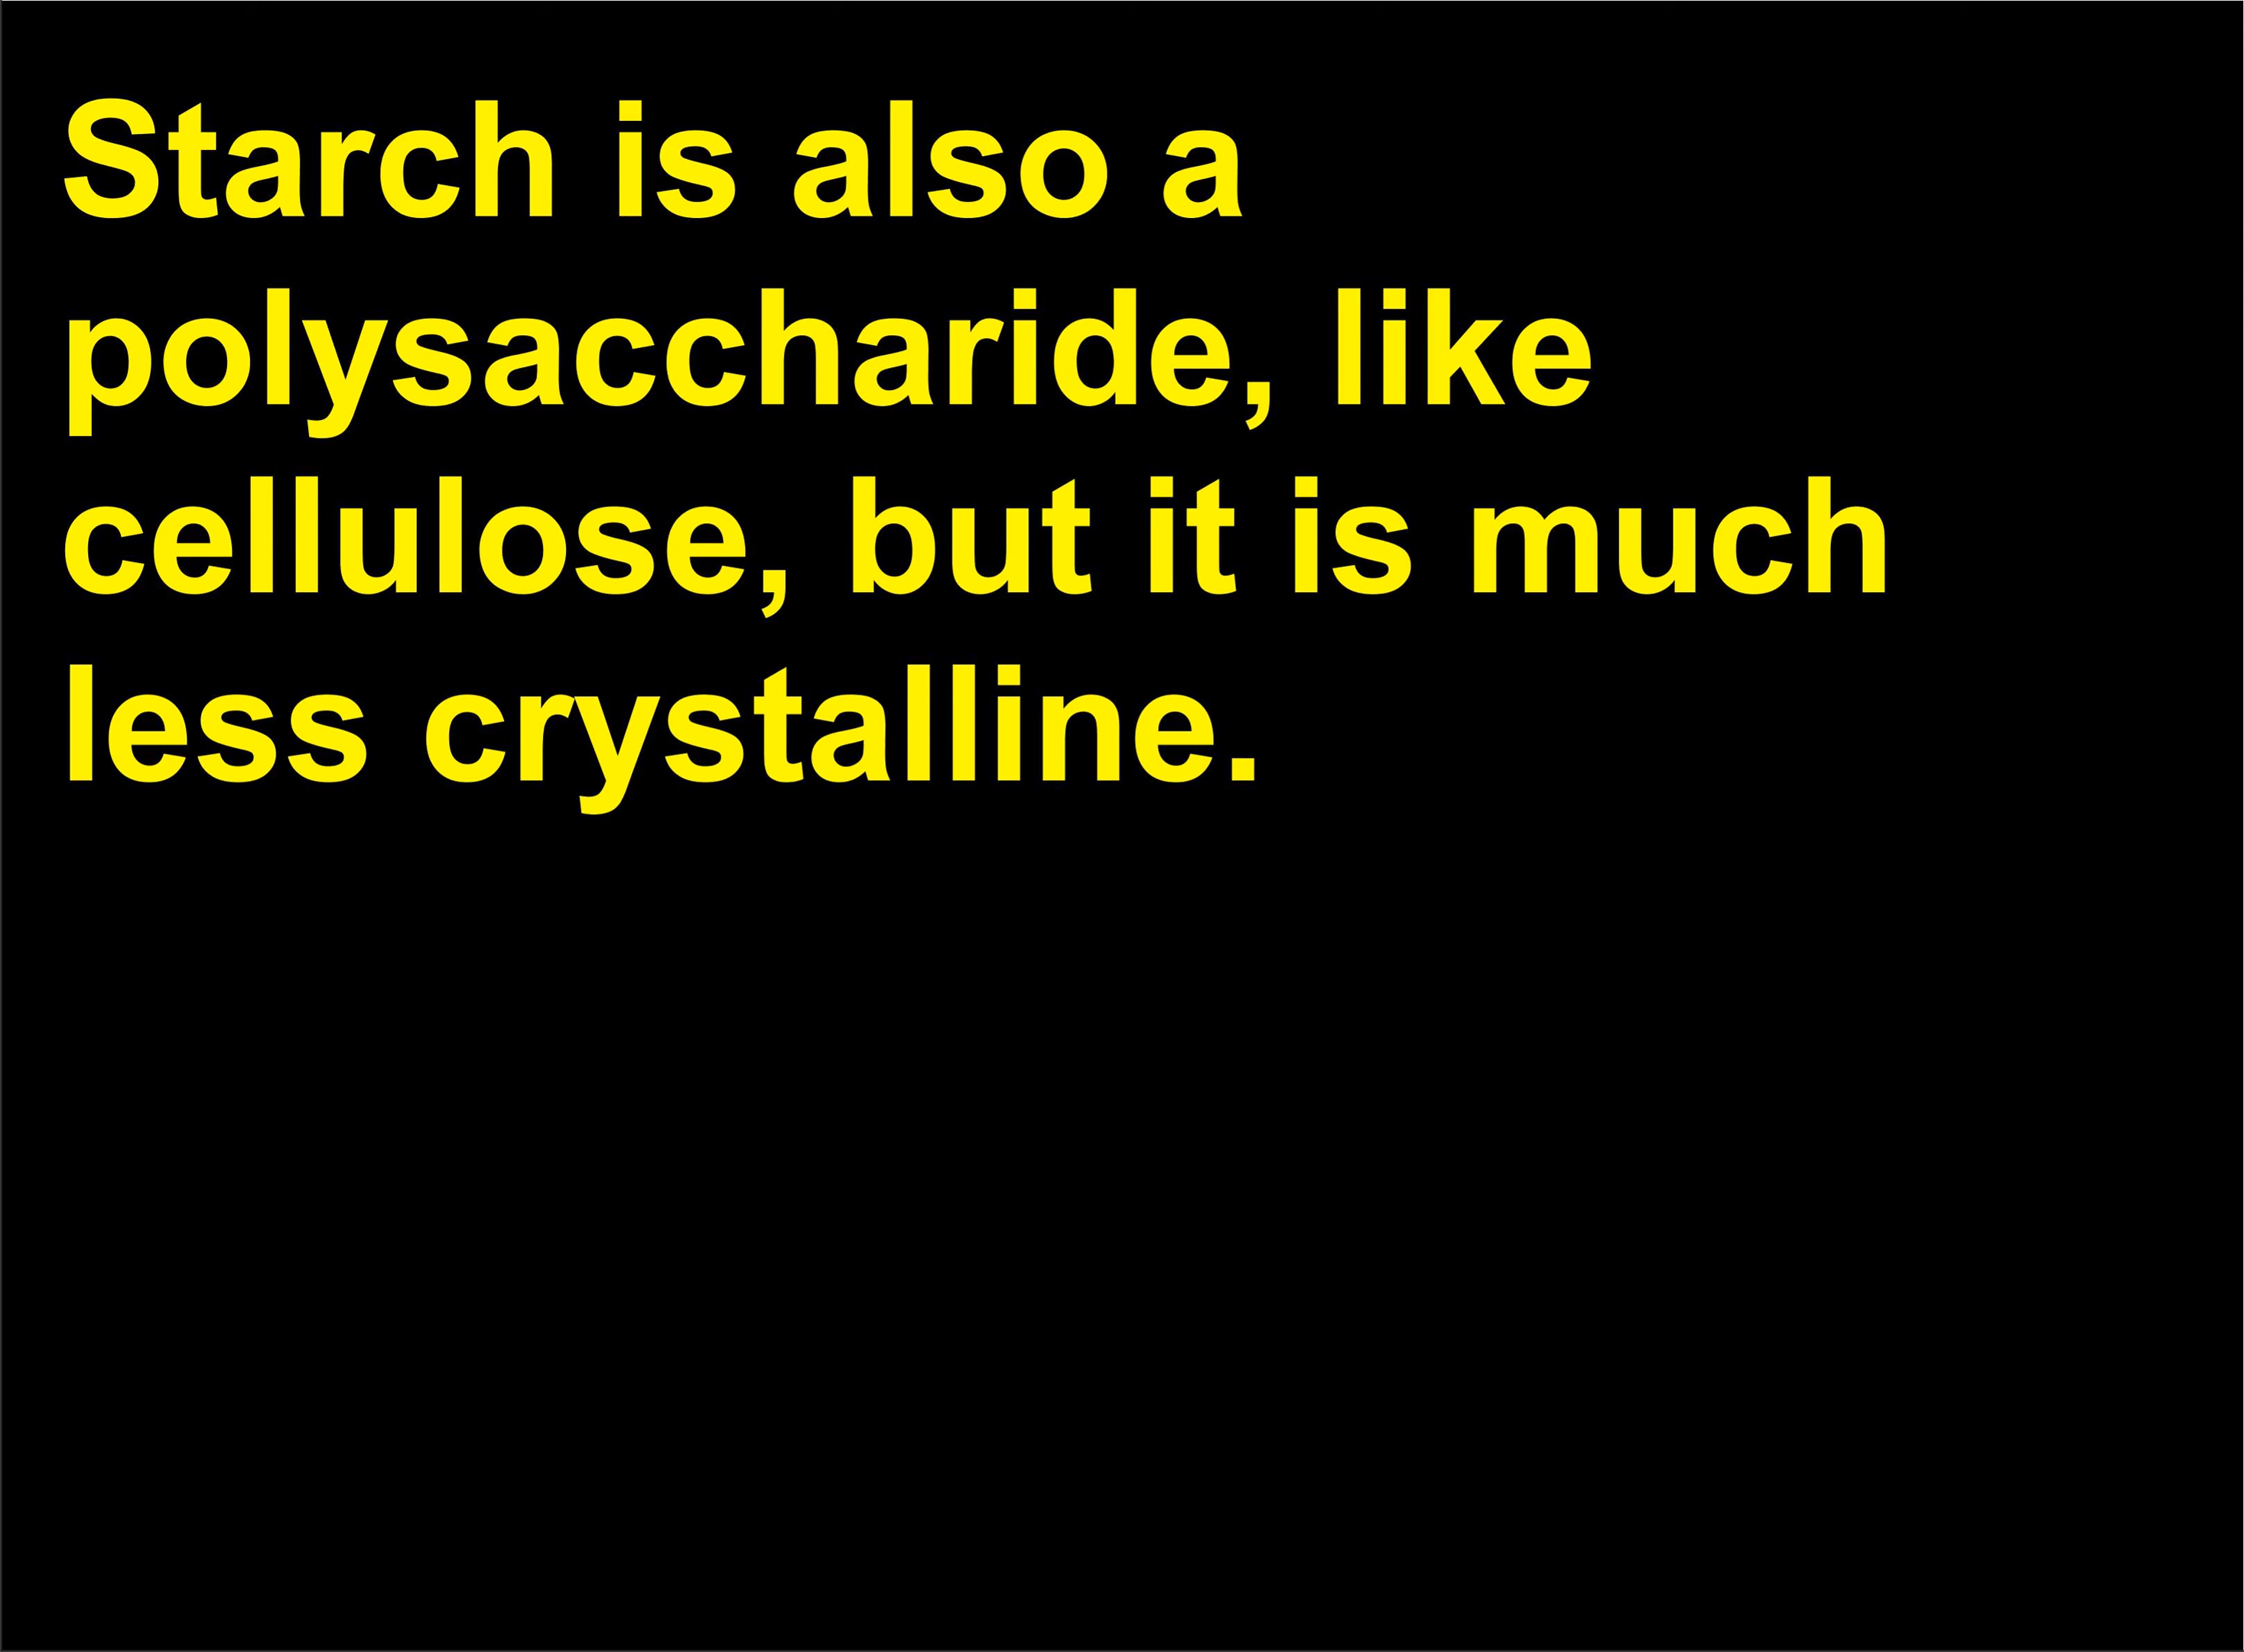 Starch is also a
polysaccharide, like
cellulose, but it is much
less crystalline.